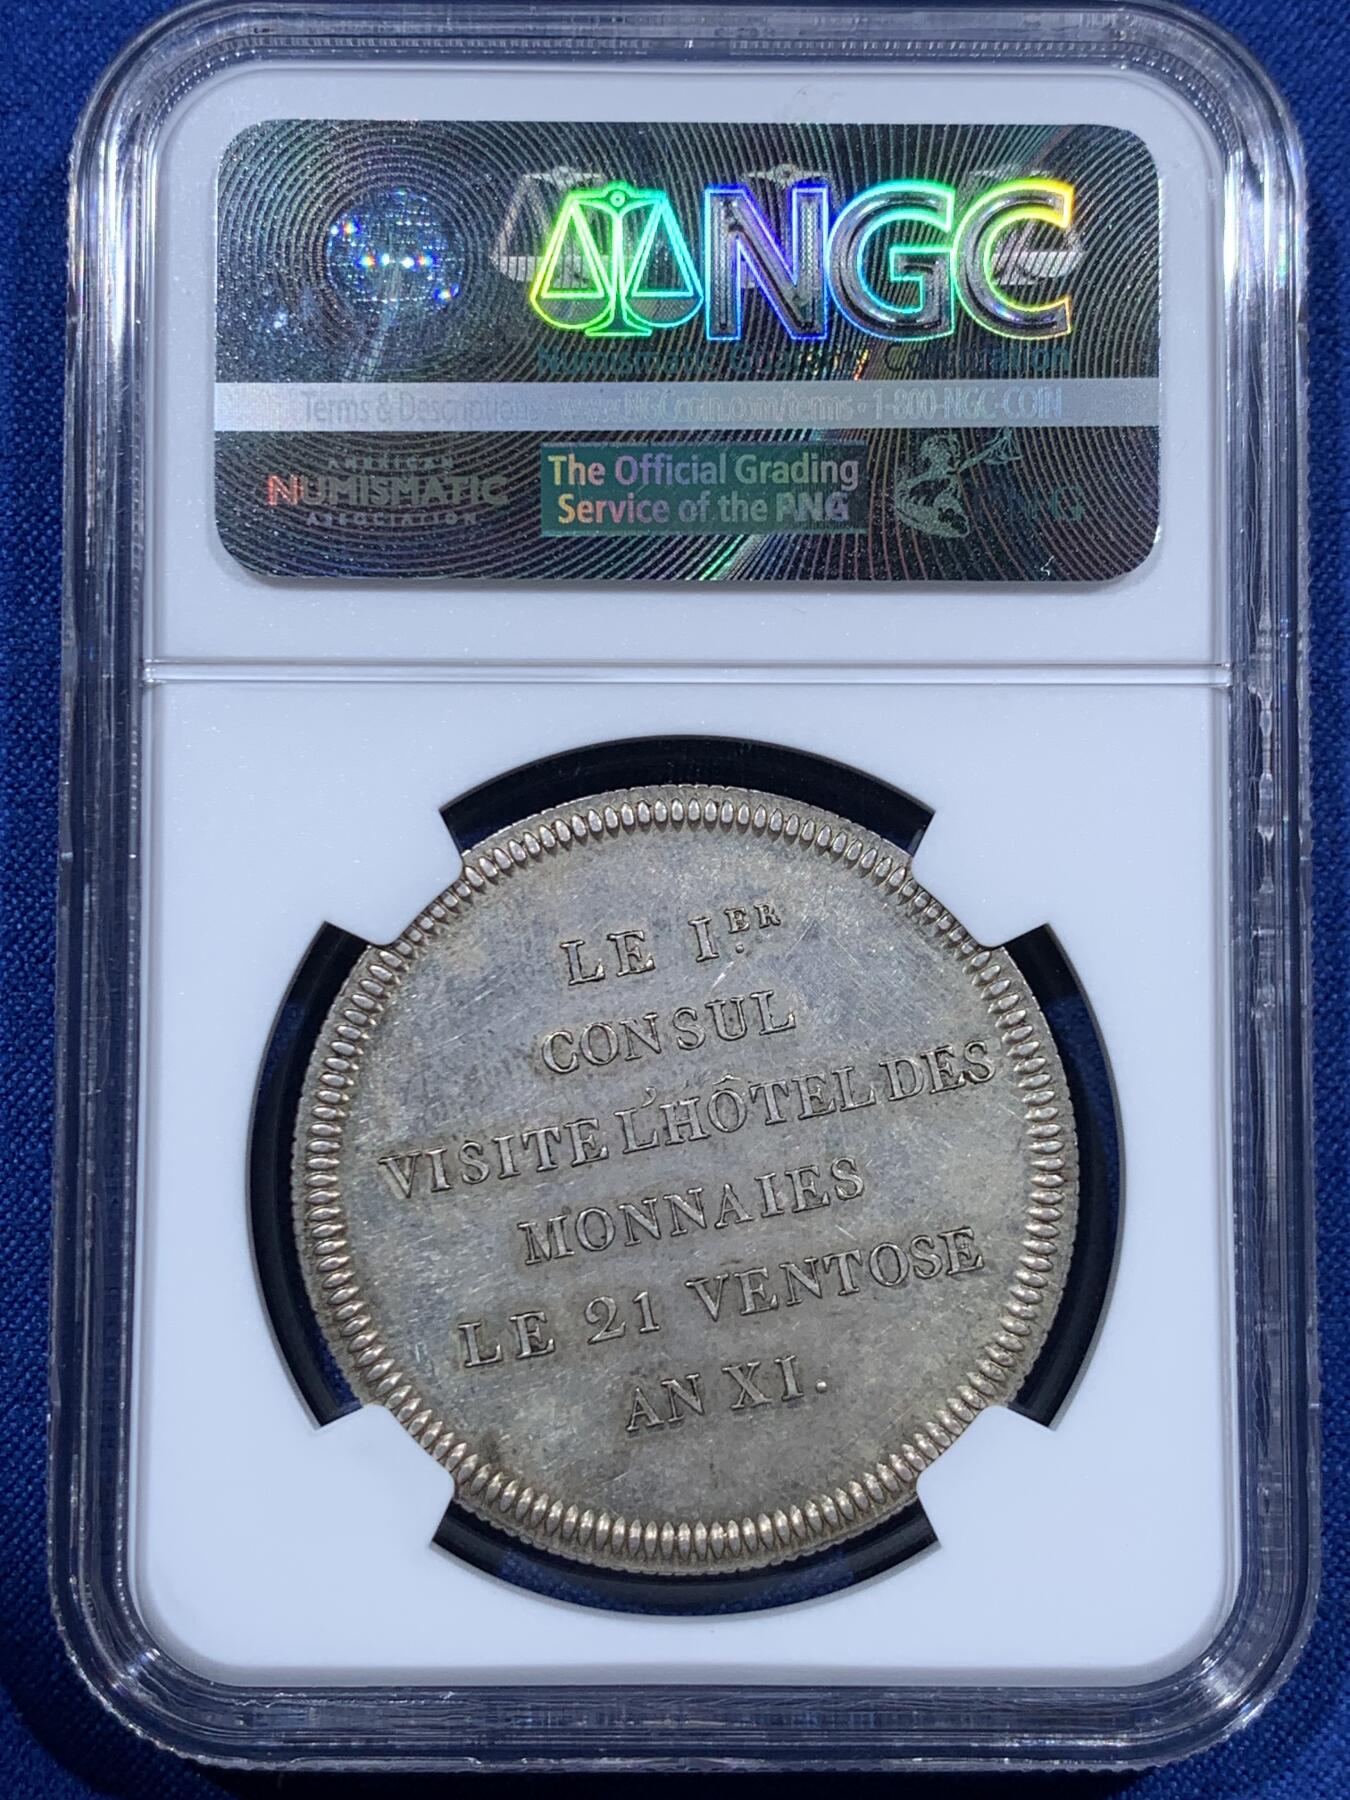 NGC
Numismatic Guaranty Corporation
Terms & Descriptions www.NGCcoin.com/terms • 1-800-NGC-COIN
AMERICAN
NUMISMATIC
ASSOCIATION
The Official Grading
Service of the PNG
LE 1.ER
CONSUL
VISITE L'HÔTEL DES
MONNAIES
LE 21 VENTOSE
AN XI.